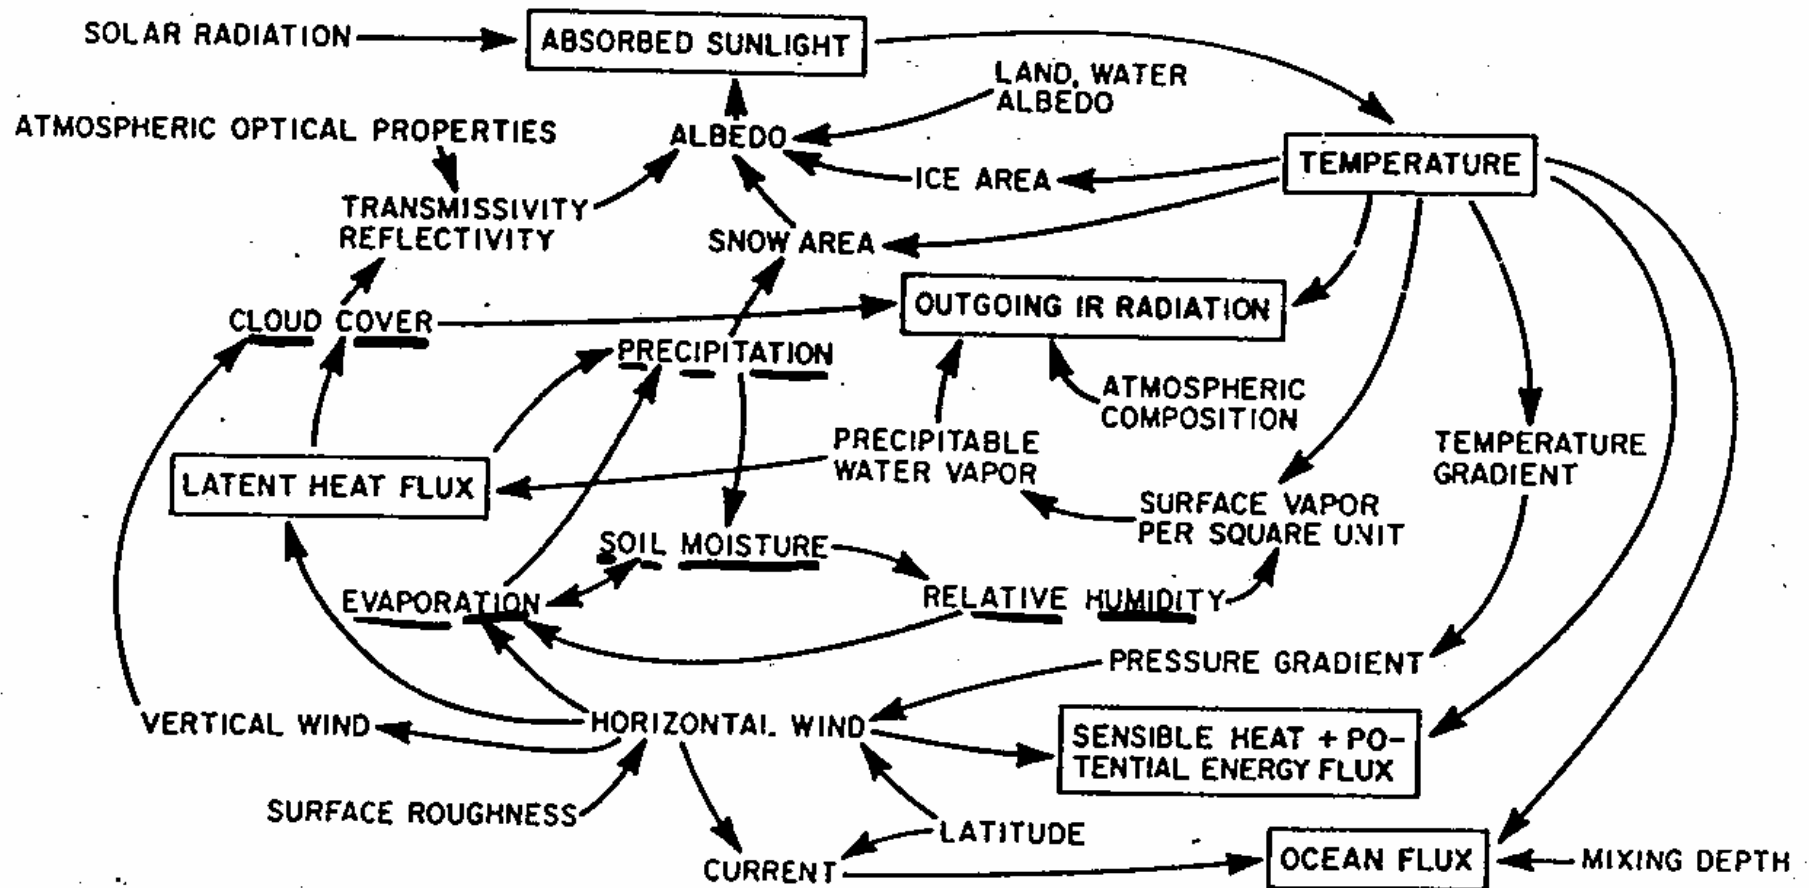 SOLAR RADIATION
ABSORBED SUNLIGHT
LAND, WATER
ALBEDO
ATMOSPHERIC OPTICAL PROPERTIES
ALBEDO
TEMPERATURE
ICE AREA
TRANSMISSIVITY
REFLECTIVITY
SNOW AREA
OUTGOING IR RADIATION
CLOUD COVER
PRECIPITATION
ATMOSPHERIC
COMPOSITION
PRECIPITABLE
WATER VAPOR
TEMPERATURE
GRADIENT
LATENT HEAT FLUX
SURFACE VAPOR
PER SQUARE UNIT
SOIL MOISTURE
EVAPORATION
RELATIVE HUMIDITY
PRESSURE GRADIENT
VERTICAL WIND
HORIZONTAL WIND
SENSIBLE HEAT + PO-
TENTIAL ENERGY FLUX
SURFACE ROUGHNESS
LATITUDE
CURRENT
OCEAN FLUX
MIXING DEPTH